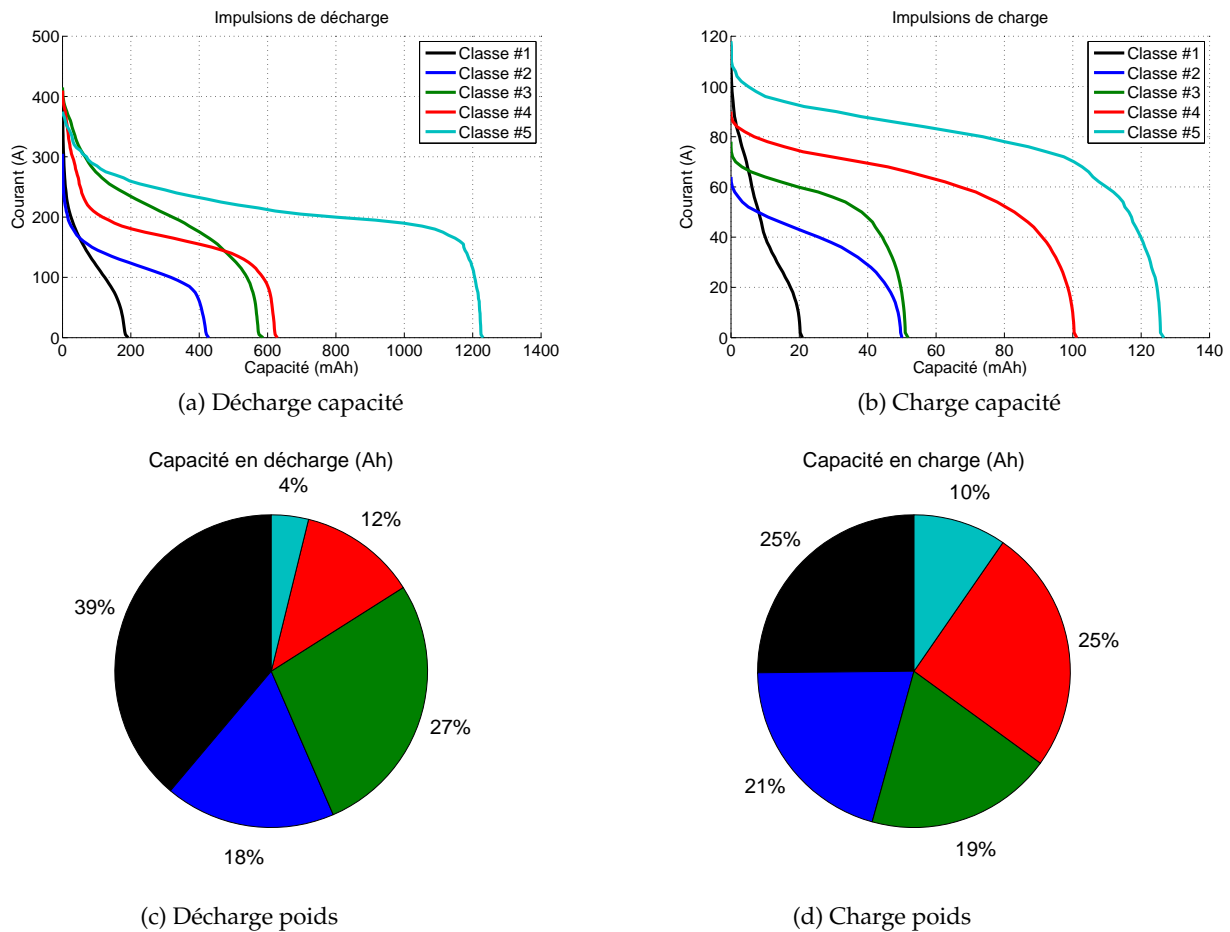 Impulsions de décharge
500
400
300
200
100
0
Courant (A)
Classe #1
Classe #2
Classe #3
Classe #4
Classe #5
0 200 400 600 800 1000 1200 1400
Capacité (mAh)
(a) Décharge capacité
Impulsions de charge
120
100
80
60
40
20
0
Courant (A)
Classe #1
Classe #2
Classe #3
Classe #4
Classe #5
0 20 40 60 80 100 120 140
Capacité (mAh)
(b) Charge capacité
Capacité en décharge (Ah)
4%
12%
39%
27%
18%
(c) Décharge poids
Capacité en charge (Ah)
10%
25%
25%
21%
19%
(d) Charge poids